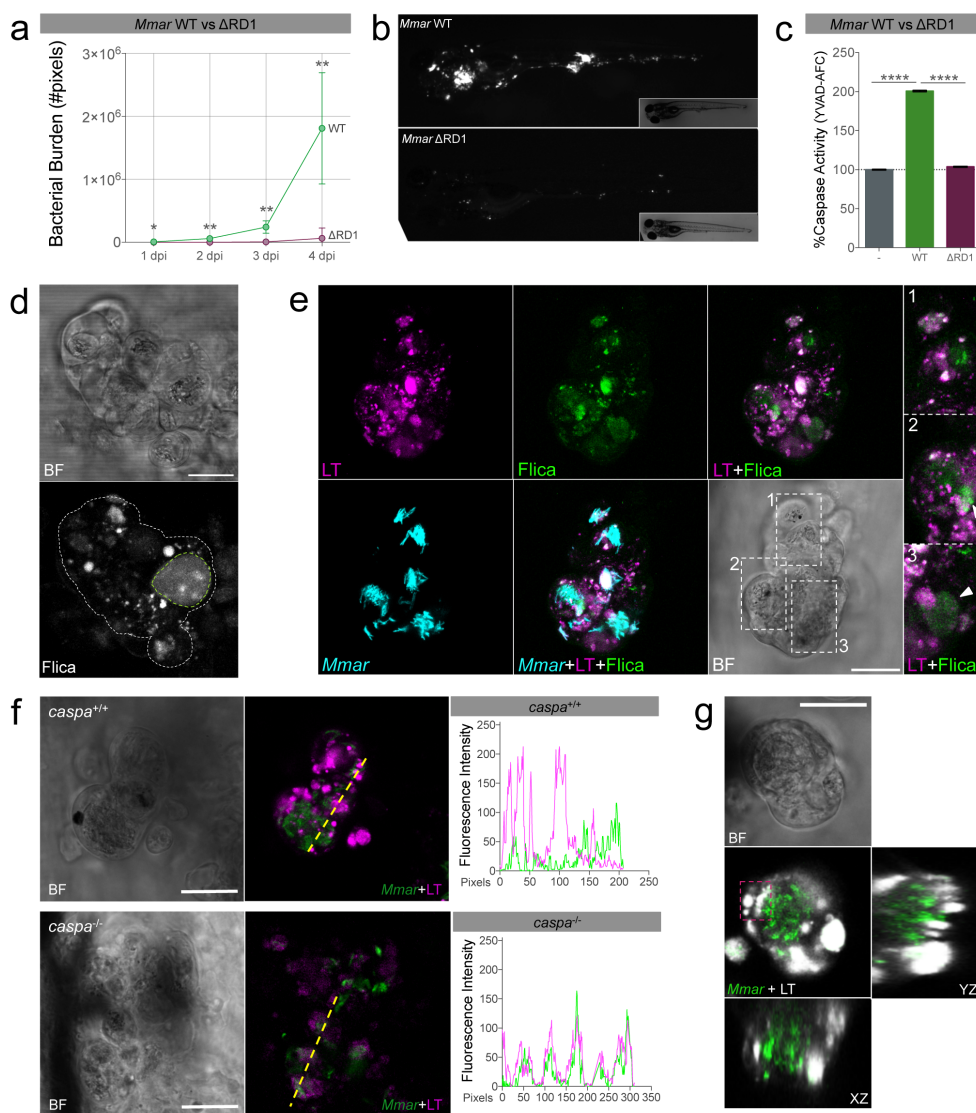 a
Mmar WT vs ΔRD1
Bacterial Burden (#pixels)
3×10⁶
2×10⁶
1×10⁶
0
**
WT
*
**
**
ΔRD1
1 dpi
2 dpi
3 dpi
4 dpi
b
Mmar WT
Mmar ΔRD1
c
Mmar WT vs ΔRD1
%Caspase Activity (YVAD-AFC)
250
200
150
100
50
0
**** ****
- WT ΔRD1
d
BF
Flica
e
LT
Flica
LT+Flica
Mmar
Mmar+LT+Flica
1
2
3
BF
1
2
3
LT+Flica
f
caspa+/+
BF
Mmar+LT
caspa+/+
Fluorescence Intensity
250
200
150
100
50
0
Pixels 0 50 100 150 200 250
caspa-/-
BF
Mmar+LT
caspa-/-
Fluorescence Intensity
250
200
150
100
50
0
Pixels 0 50 100 150 200 250 300 350
g
BF
Mmar + LT
YZ
XZ